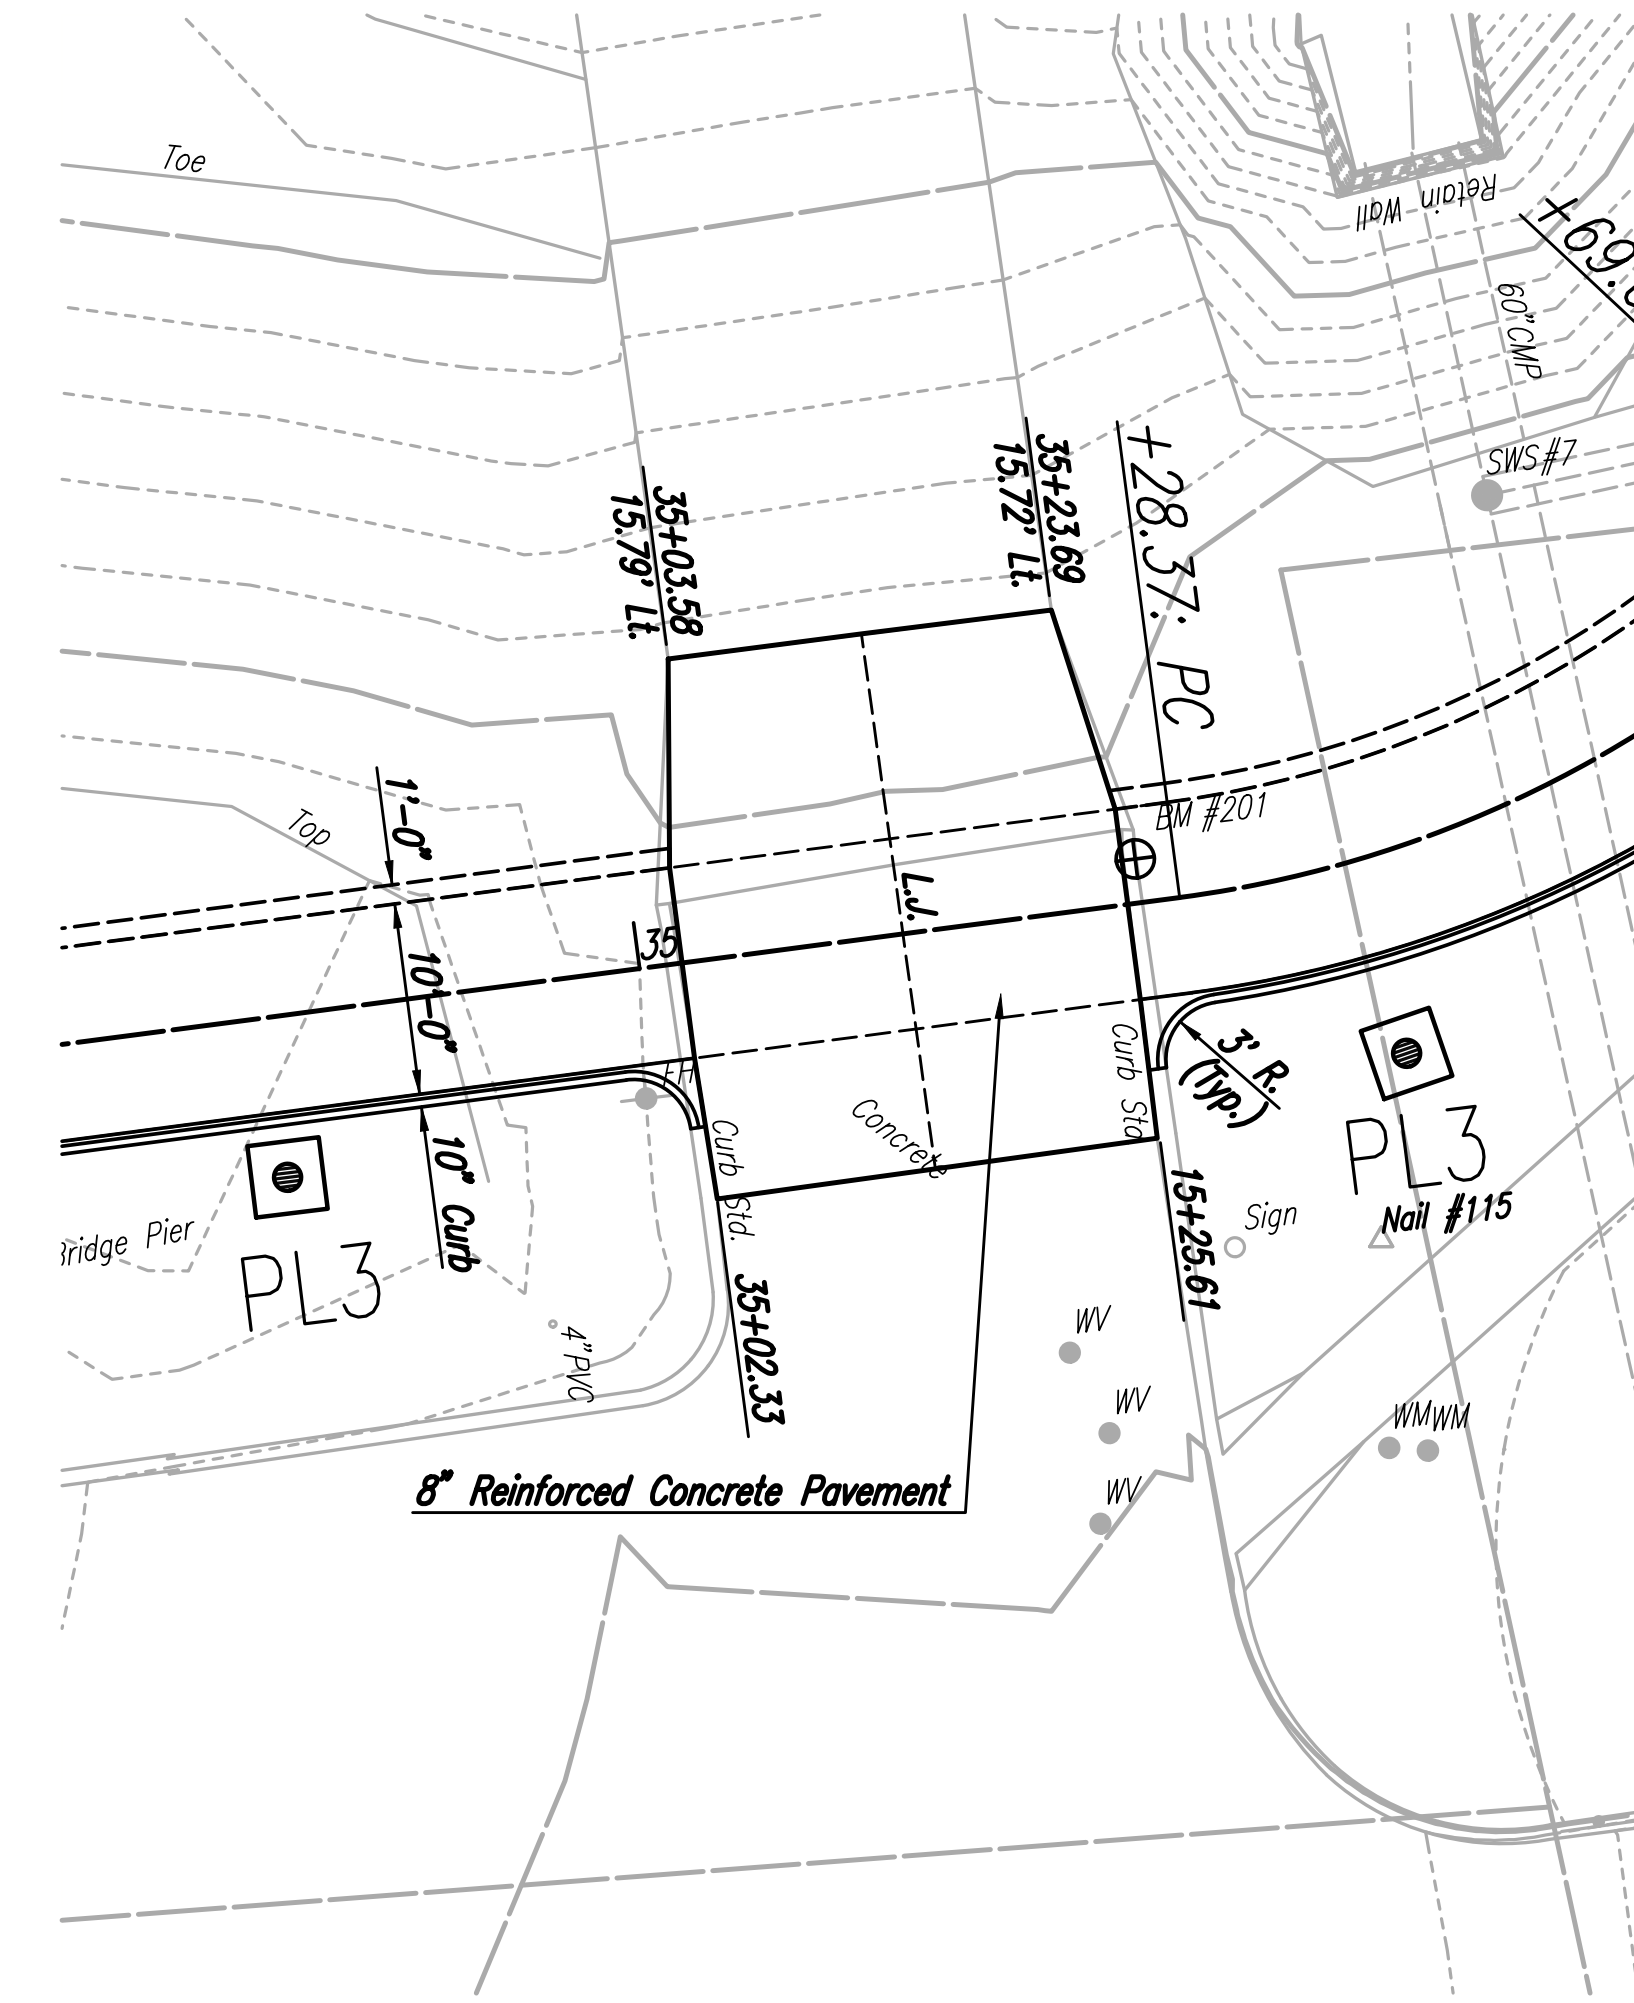 Toe
Retain Wall
60"CMP
SWS #7
35+23.69
15.72' Lt.
+28.37. PC
35+03.58
15.79' Lt.
1'-0"
Top
BM #201
L.J.
35
10'-0"
FH
3' R.
(Typ.)
Curb Std
Concrete
Curb Std.
10" Curb
PL3
Nail #115
15+25.61
Sign
Bridge Pier
PL3
35+02.33
4"PVC
WV
WV
WMWM
WV
8" Reinforced Concrete Pavement